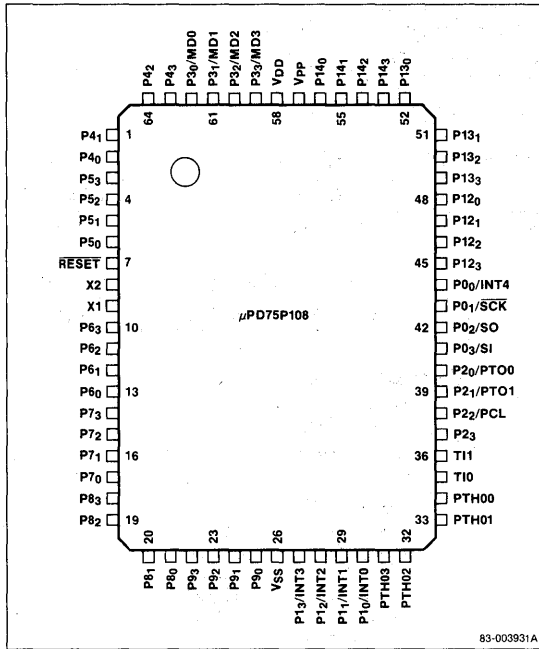 P4₂ P4₃ P3₀/MD0 P3₁/MD1 P3₂/MD2 P3₃/MD3 VDD VPP P14₀ P14₁ P14₂ P14₃ P13₀
64 61 58 55 52
P4₁ 1 51 P13₁
P4₀ P13₂
P5₃ P13₃
P5₂ 4 48 P12₀
P5₁ P12₁
P5₀ P12₂
R̅E̅S̅E̅T̅ 7 45 P12₃
X2 P0₀/INT4
X1 P0₁/S̅C̅K̅
µPD75P108
P6₃ 10 42 P0₂/SO
P6₂ P0₃/SI
P6₁ P2₀/PTO0
P6₀ 13 39 P2₁/PTO1
P7₃ P2₂/PCL
P7₂ P2₃
P7₁ 16 36 TI1
P7₀ TI0
P8₃ PTH00
P8₂ 19 33 PTH01
20 23 26 29 32
P8₁ P8₀ P9₃ P9₂ P9₁ P9₀ VSS P1₃/INT3 P1₂/INT2 P1₁/INT1 P1₀/INT0 PTH03 PTH02
83-003931A